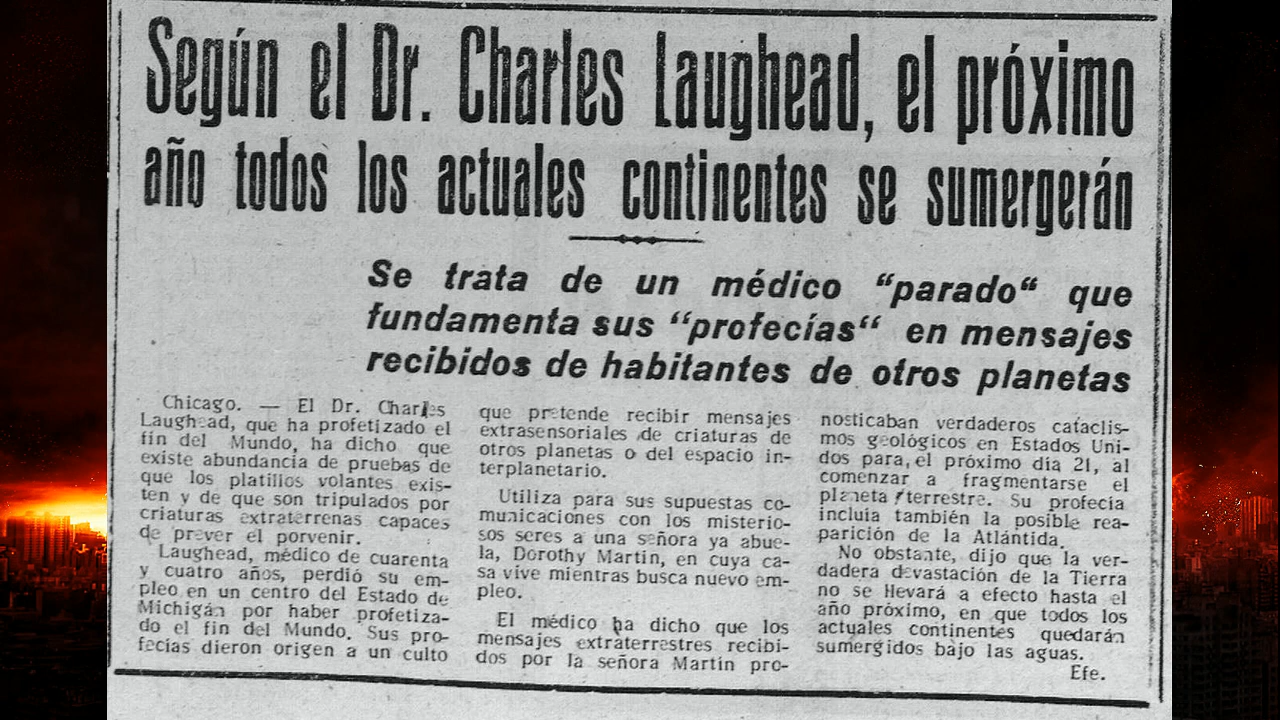 Según el Dr. Charles Laughead, el próximo
año todos los actuales continentes se sumergerán
Se trata de un médico “parado“ que
fundamenta sus “profecías“ en mensajes
recibidos de habitantes de otros planetas
Chicago. — El Dr. Charles
Laughead, que ha profetizado el
fin del Mundo, ha dicho que
existe abundancia de pruebas de
que los platillos volantes exis-
ten y de que son tripulados por
criaturas extraterrenas capaces
de prever el porvenir.
Laughead, médico de cuarenta
y cuatro años, perdió su em-
pleo en un centro del Estado de
Michigán por haber profetiza-
do el fin del Mundo. Sus pro-
fecías dieron origen a un culto
que pretende recibir mensajes
extrasensoriales de criaturas de
otros planetas o del espacio in-
terplanetario.
Utiliza para sus supuestas co-
municaciones con los misterio-
sos seres a una señora ya abue-
la, Dorothy Martin, en cuya ca-
sa vive mientras busca nuevo em-
pleo.
El médico ha dicho que los
mensajes extraterrestres recibi-
dos por la señora Martin pro-
nosticaban verdaderos cataclis-
mos geológicos en Estados Uni-
dos para, el próximo día 21, al
comenzar a fragmentarse el
planeta terrestre. Su profecia
incluia también la posible rea-
parición de la Atlántida.
No obstante, dijo que la ver-
dadera devastación de la Tierra
no se llevará a efecto hasta el
año próximo, en que todos los
actuales continentes quedarán
sumergidos bajo las aguas.
Efe.